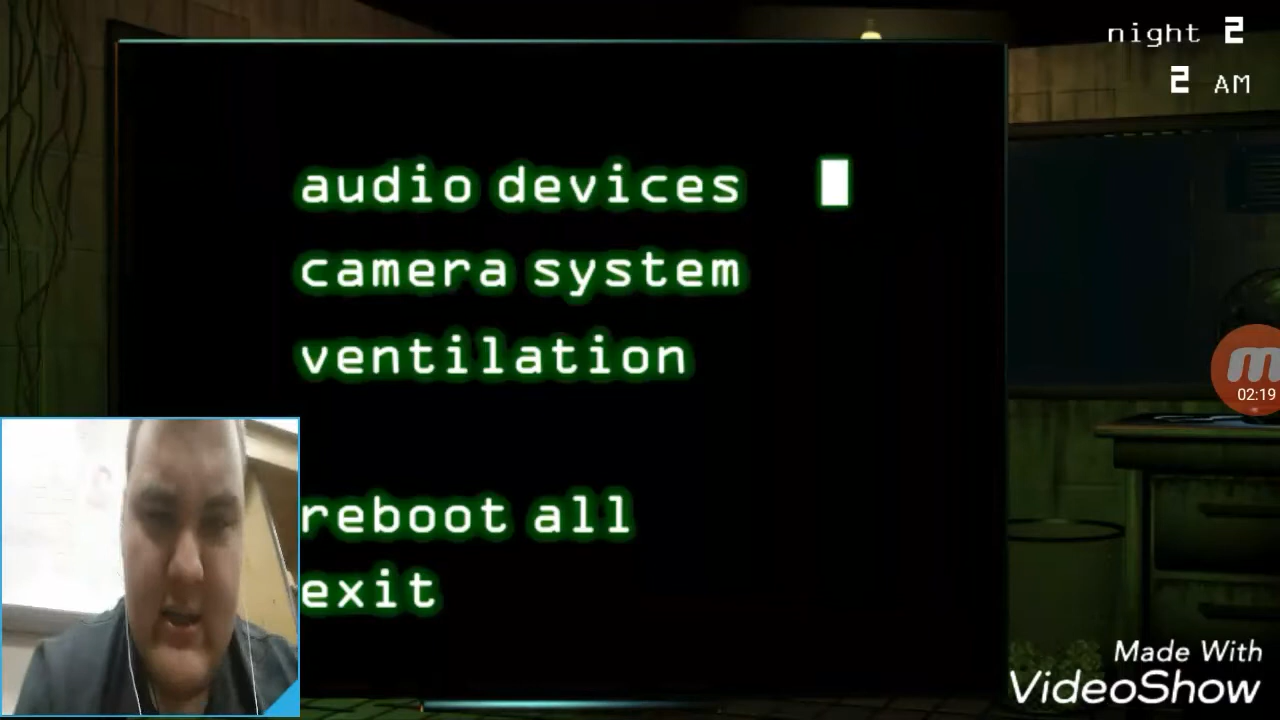 night 2
2 AM
audio devices
camera system
ventilation
m
02:19
reboot all
exit
Made With
VideoShow